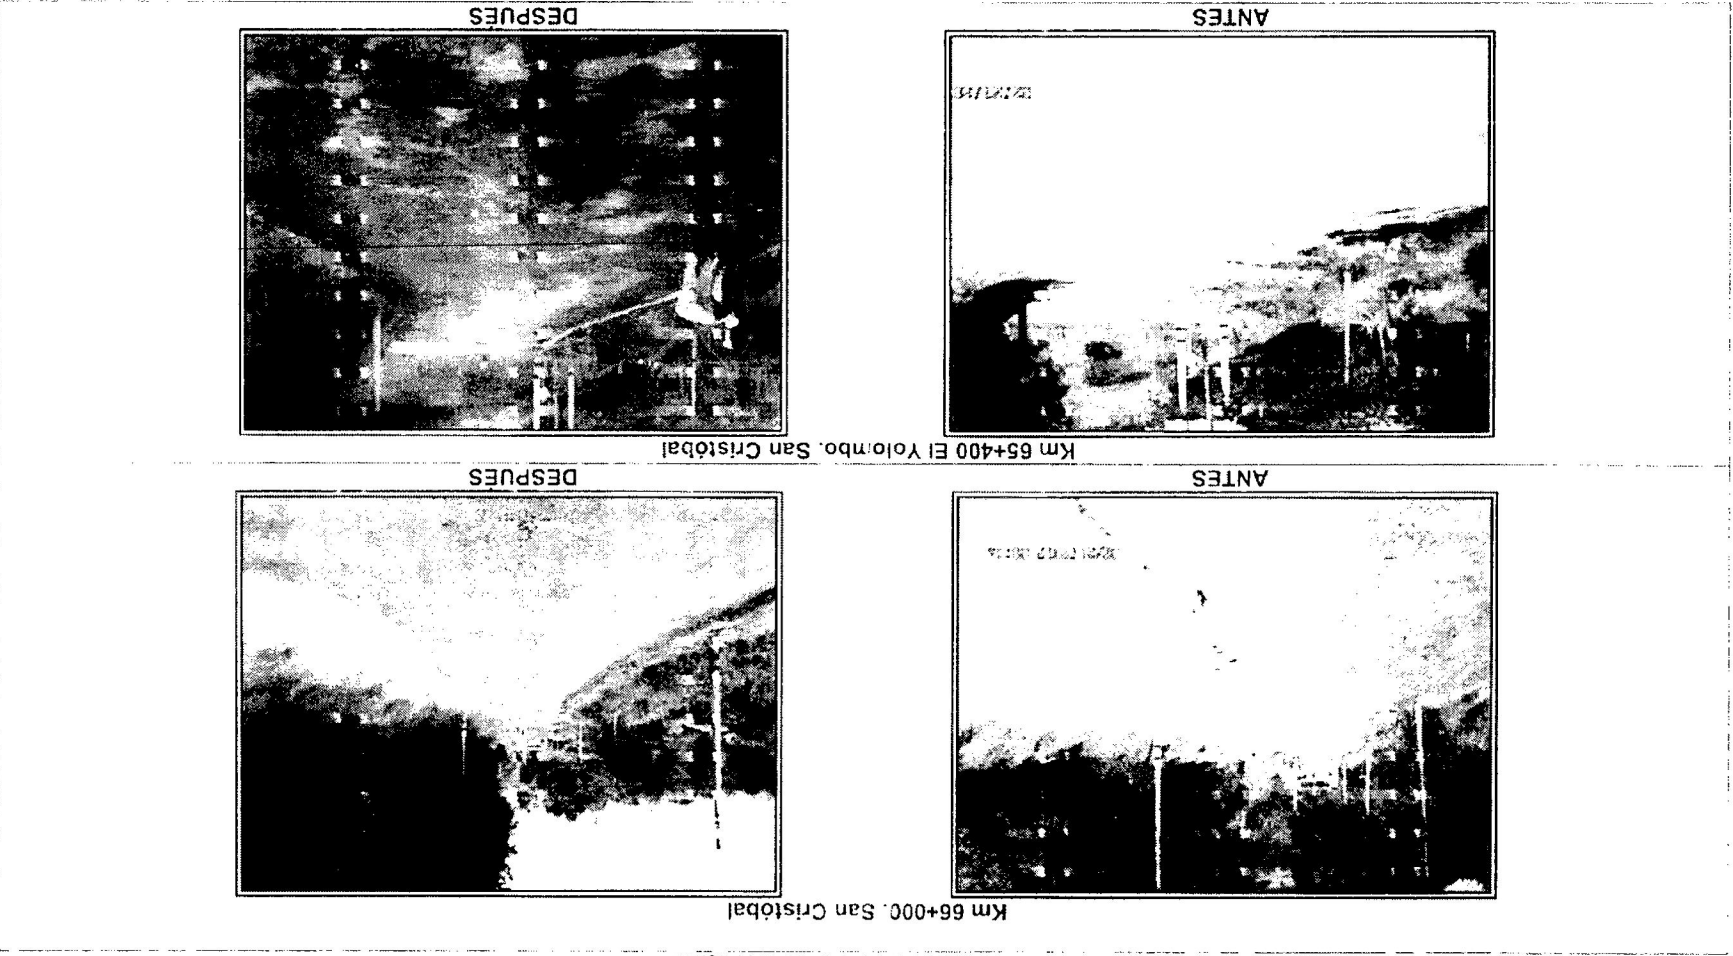 Km 66+000. San Cristóbal
ANTES
DESPUES
Km 65+400 El Yolombo. San Cristóbal
ANTES
DESPUES